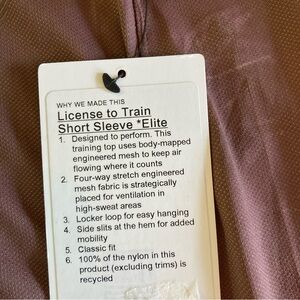 WHY WE MADE THIS
License to Train
Short Sleeve *Elite
1. Designed to perform. This
training top uses body-mapped
engineered mesh to keep air
flowing where it counts
2. Four-way stretch engineered
mesh fabric is strategically
placed for ventilation in
high-sweat areas
3. Locker loop for easy hanging
4. Side slits at the hem for added
mobility
5. Classic fit
6. 100% of the nylon in this
product (excluding trims) is
recycled